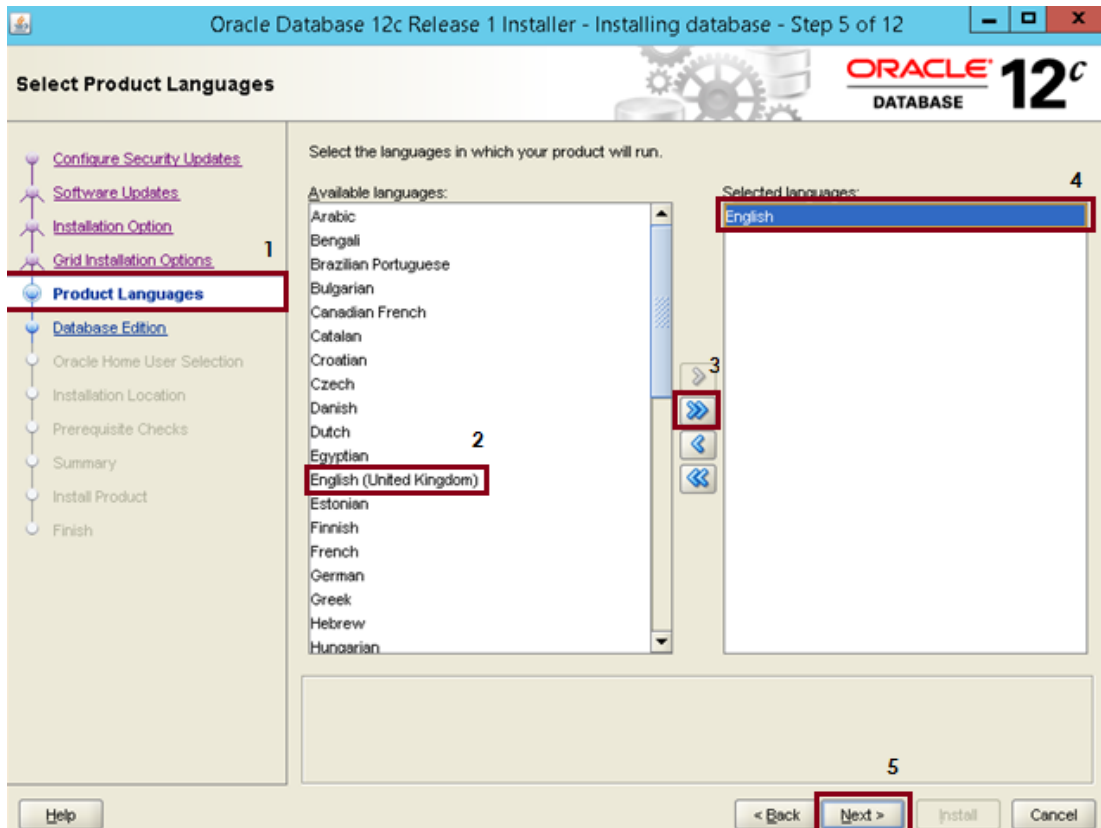 Oracle Database 12c Release 1 Installer - Installing database - Step 5 of 12
Select Product Languages
ORACLE
DATABASE
12c
Configure Security Updates
Software Updates
Installation Option
1
Grid Installation Options
Product Languages
Database Edition
Oracle Home User Selection
Installation Location
Prerequisite Checks
Summary
Install Product
Finish
Select the languages in which your product will run.
Available languages:
Arabic
Bengali
Brazilian Portuguese
Bulgarian
Canadian French
Catalan
Croatian
Czech
Danish
Dutch
2
Egyptian
English (United Kingdom)
Estonian
Finnish
French
German
Greek
Hebrew
Hungarian
3
Selected languages:
4
English
5
Help
< Back
Next >
Install
Cancel